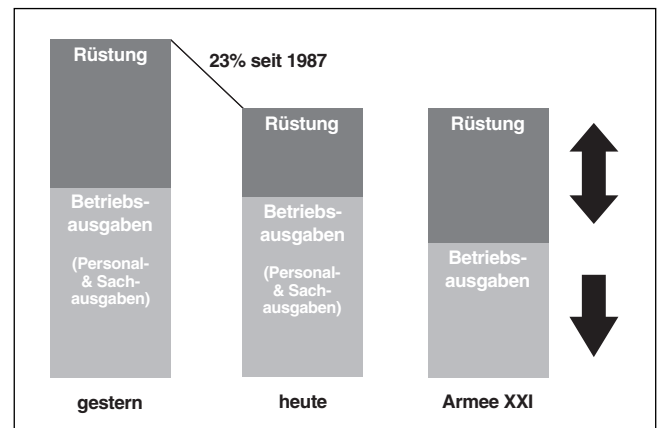 Rüstung
23% seit 1987
Betriebs-
ausgaben
(Personal-
& Sach-
ausgaben)
gestern
Rüstung
Betriebs-
ausgaben
(Personal-
& Sach-
ausgaben)
heute
Rüstung
Betriebs-
ausgaben
Armee XXI